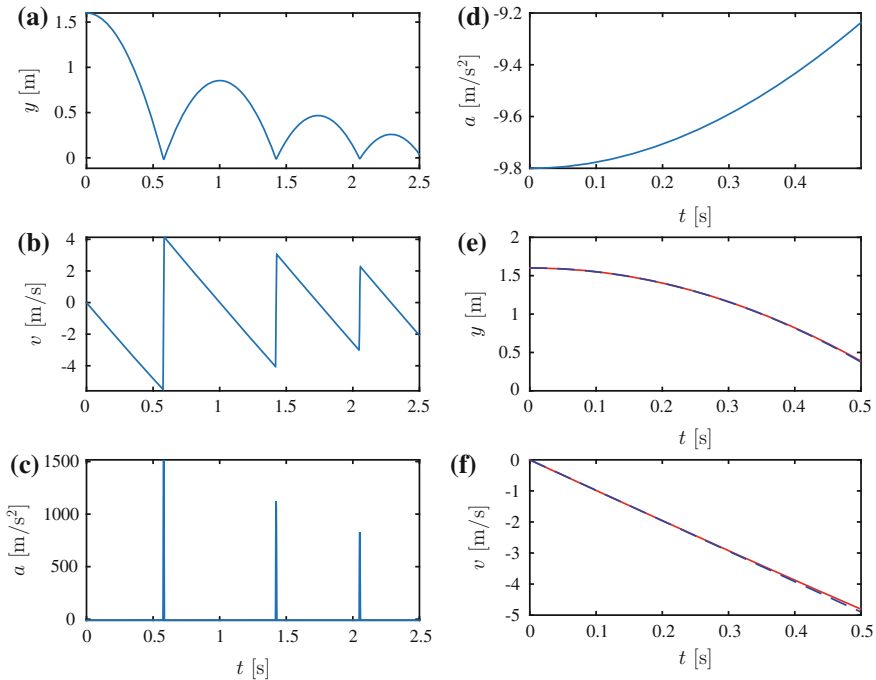 (a)
1.5
1
0.5
0
y [m]
0 0.5 1 1.5 2 2.5
(b)
4
2
0
-2
-4
v [m/s]
0 0.5 1 1.5 2 2.5
(c)
1500
1000
500
0
a [m/s²]
0 0.5 1 1.5 2 2.5
t [s]
(d)
-9.2
-9.4
-9.6
-9.8
a [m/s²]
0 0.1 0.2 0.3 0.4
t [s]
(e)
2
1.5
1
0.5
0
y [m]
0 0.1 0.2 0.3 0.4 0.5
t [s]
(f)
0
-1
-2
-3
-4
-5
v [m/s]
0 0.1 0.2 0.3 0.4 0.5
t [s]